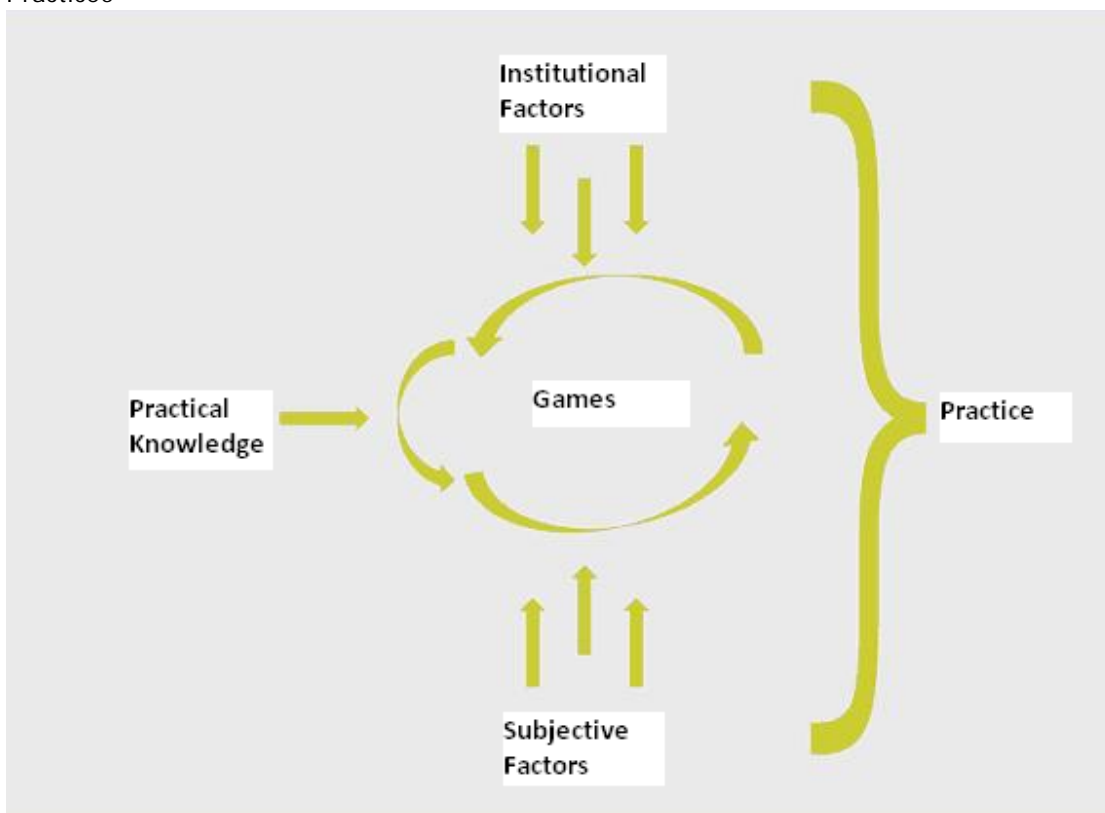 Institutional
Factors
Practical
Knowledge
Games
Practice
Subjective
Factors